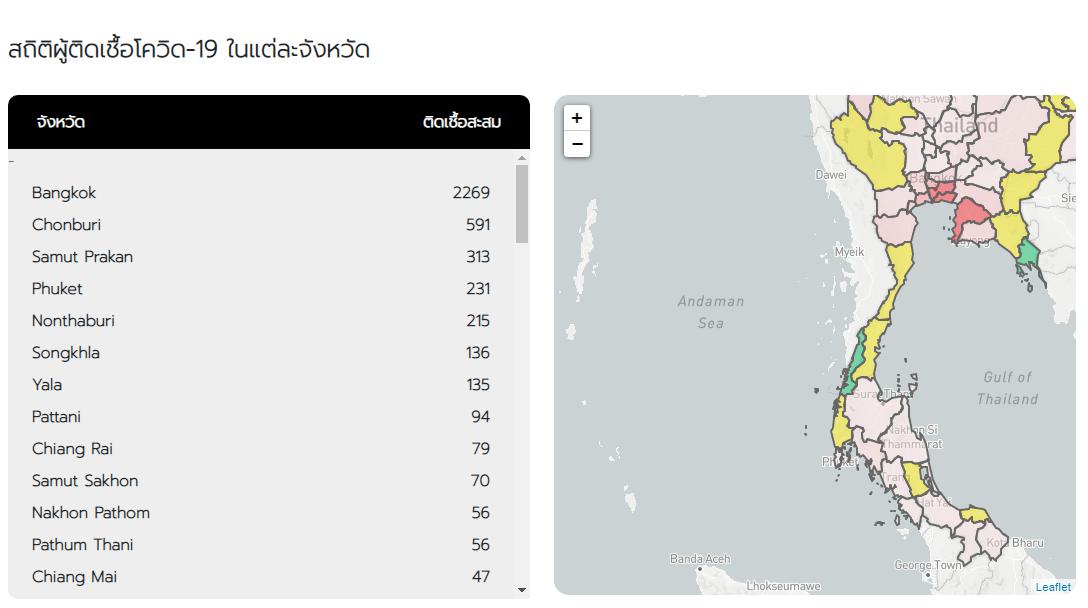 สถิติผู้ติดเชื้อโควิด-19 ในแต่ละจังหวัด
จังหวัด ติดเชื้อสะสม
-
Bangkok 2269
Chonburi 591
Samut Prakan 313
Phuket 231
Nonthaburi 215
Songkhla 136
Yala 135
Pattani 94
Chiang Rai 79
Samut Sakhon 70
Nakhon Pathom 56
Pathum Thani 56
Chiang Mai 47
+
−
Nakhon Sawan
Thailand
Dawei
Bangkok
Sie
Rayong
Myeik
Andaman
Sea
Gulf of
Thailand
Surat Thani
Nakhon Si
Thammarat
Phuket
Trang
Hat Yai
Kota Bharu
Banda Aceh
George Town
Lhokseumawe
Leaflet